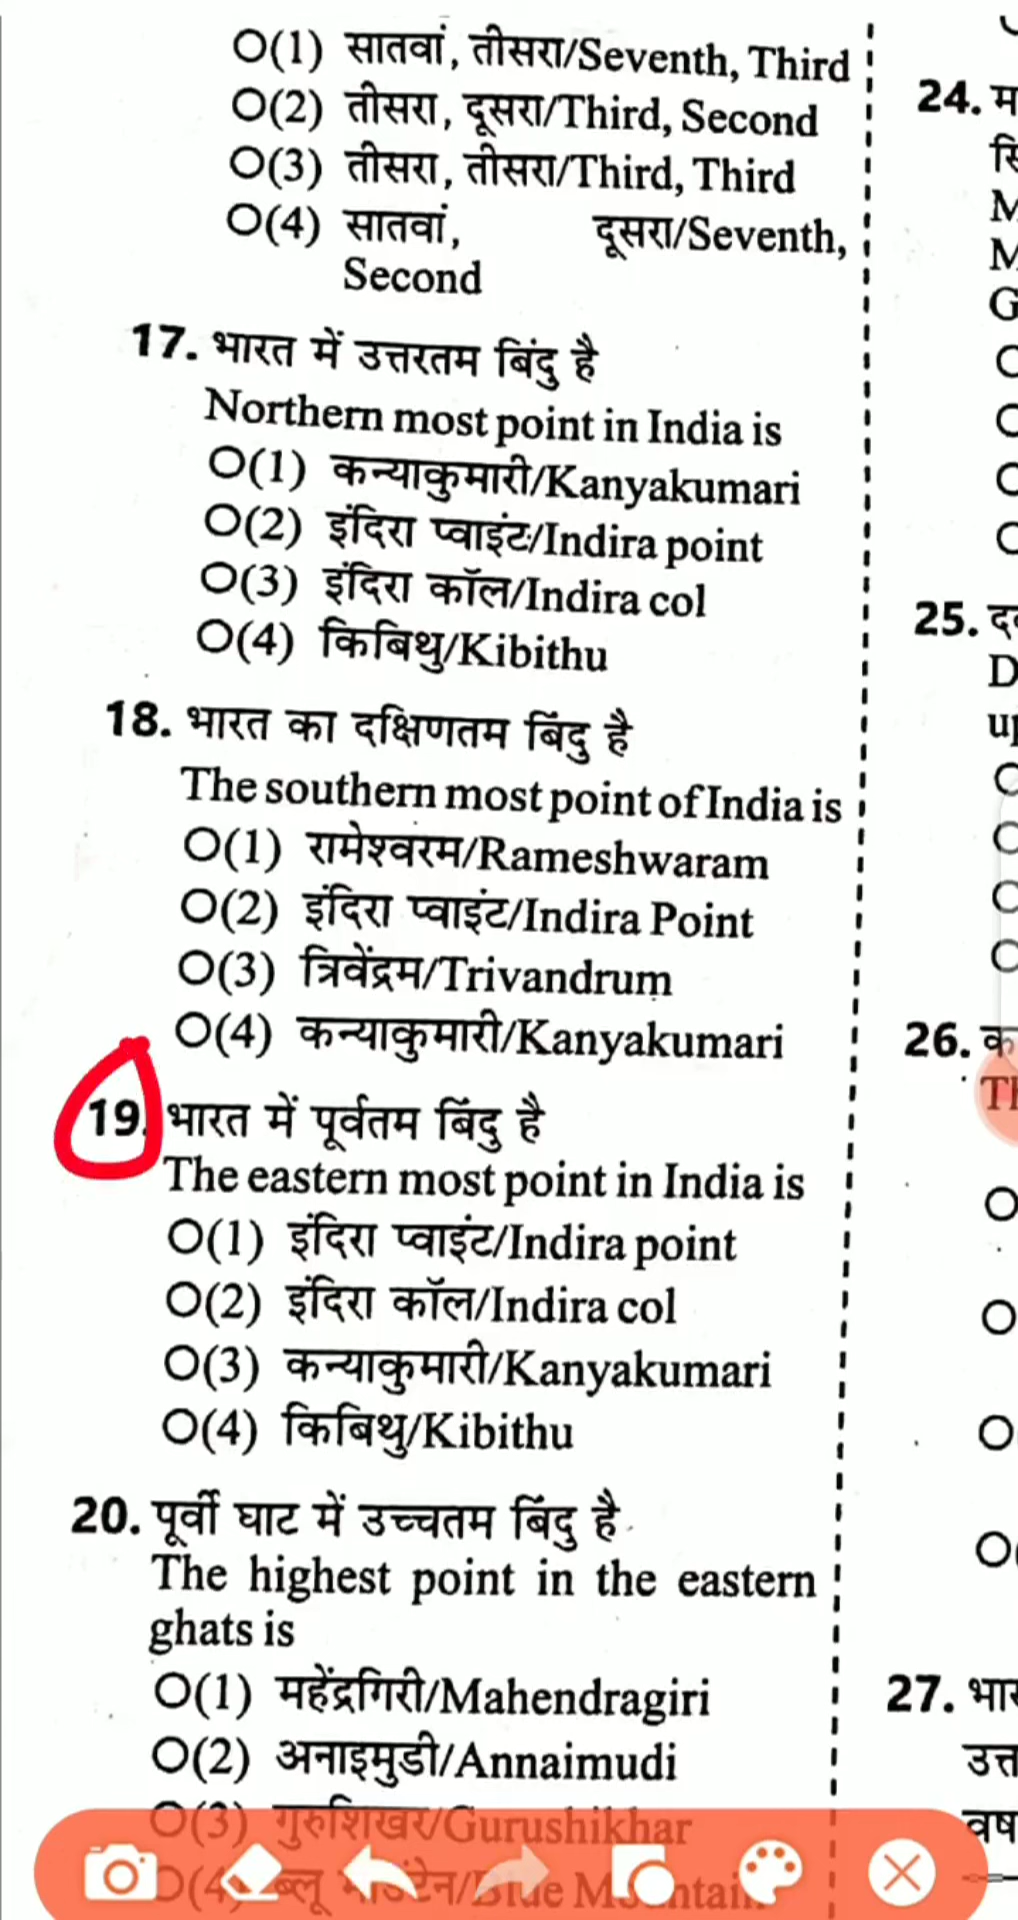 O(1) सातवां, तीसरा/Seventh, Third
O(2) तीसरा, दूसरा/Third, Second
O(3) तीसरा, तीसरा/Third, Third
O(4) सातवां, दूसरा/Seventh,
Second
17. भारत में उत्तरतम बिंदु है
Northern most point in India is
O(1) कन्याकुमारी/Kanyakumari
O(2) इंदिरा प्वाइंट/Indira point
O(3) इंदिरा कॉल/Indira col
O(4) किबिथु/Kibithu
18. भारत का दक्षिणतम बिंदु है
The southern most point of India is
O(1) रामेश्वरम/Rameshwaram
O(2) इंदिरा प्वाइंट/Indira Point
O(3) त्रिवेंद्रम/Trivandrum
O(4) कन्याकुमारी/Kanyakumari
19. भारत में पूर्वतम बिंदु है
The eastern most point in India is
O(1) इंदिरा प्वाइंट/Indira point
O(2) इंदिरा कॉल/Indira col
O(3) कन्याकुमारी/Kanyakumari
O(4) किबिथु/Kibithu
20. पूर्वी घाट में उच्चतम बिंदु है
The highest point in the eastern
ghats is
O(1) महेंद्रगिरी/Mahendragiri
O(2) अनाइमुडी/Annaimudi
O(3) गुरुशिखर/Gurushikhar
24.
25.
26.
27.